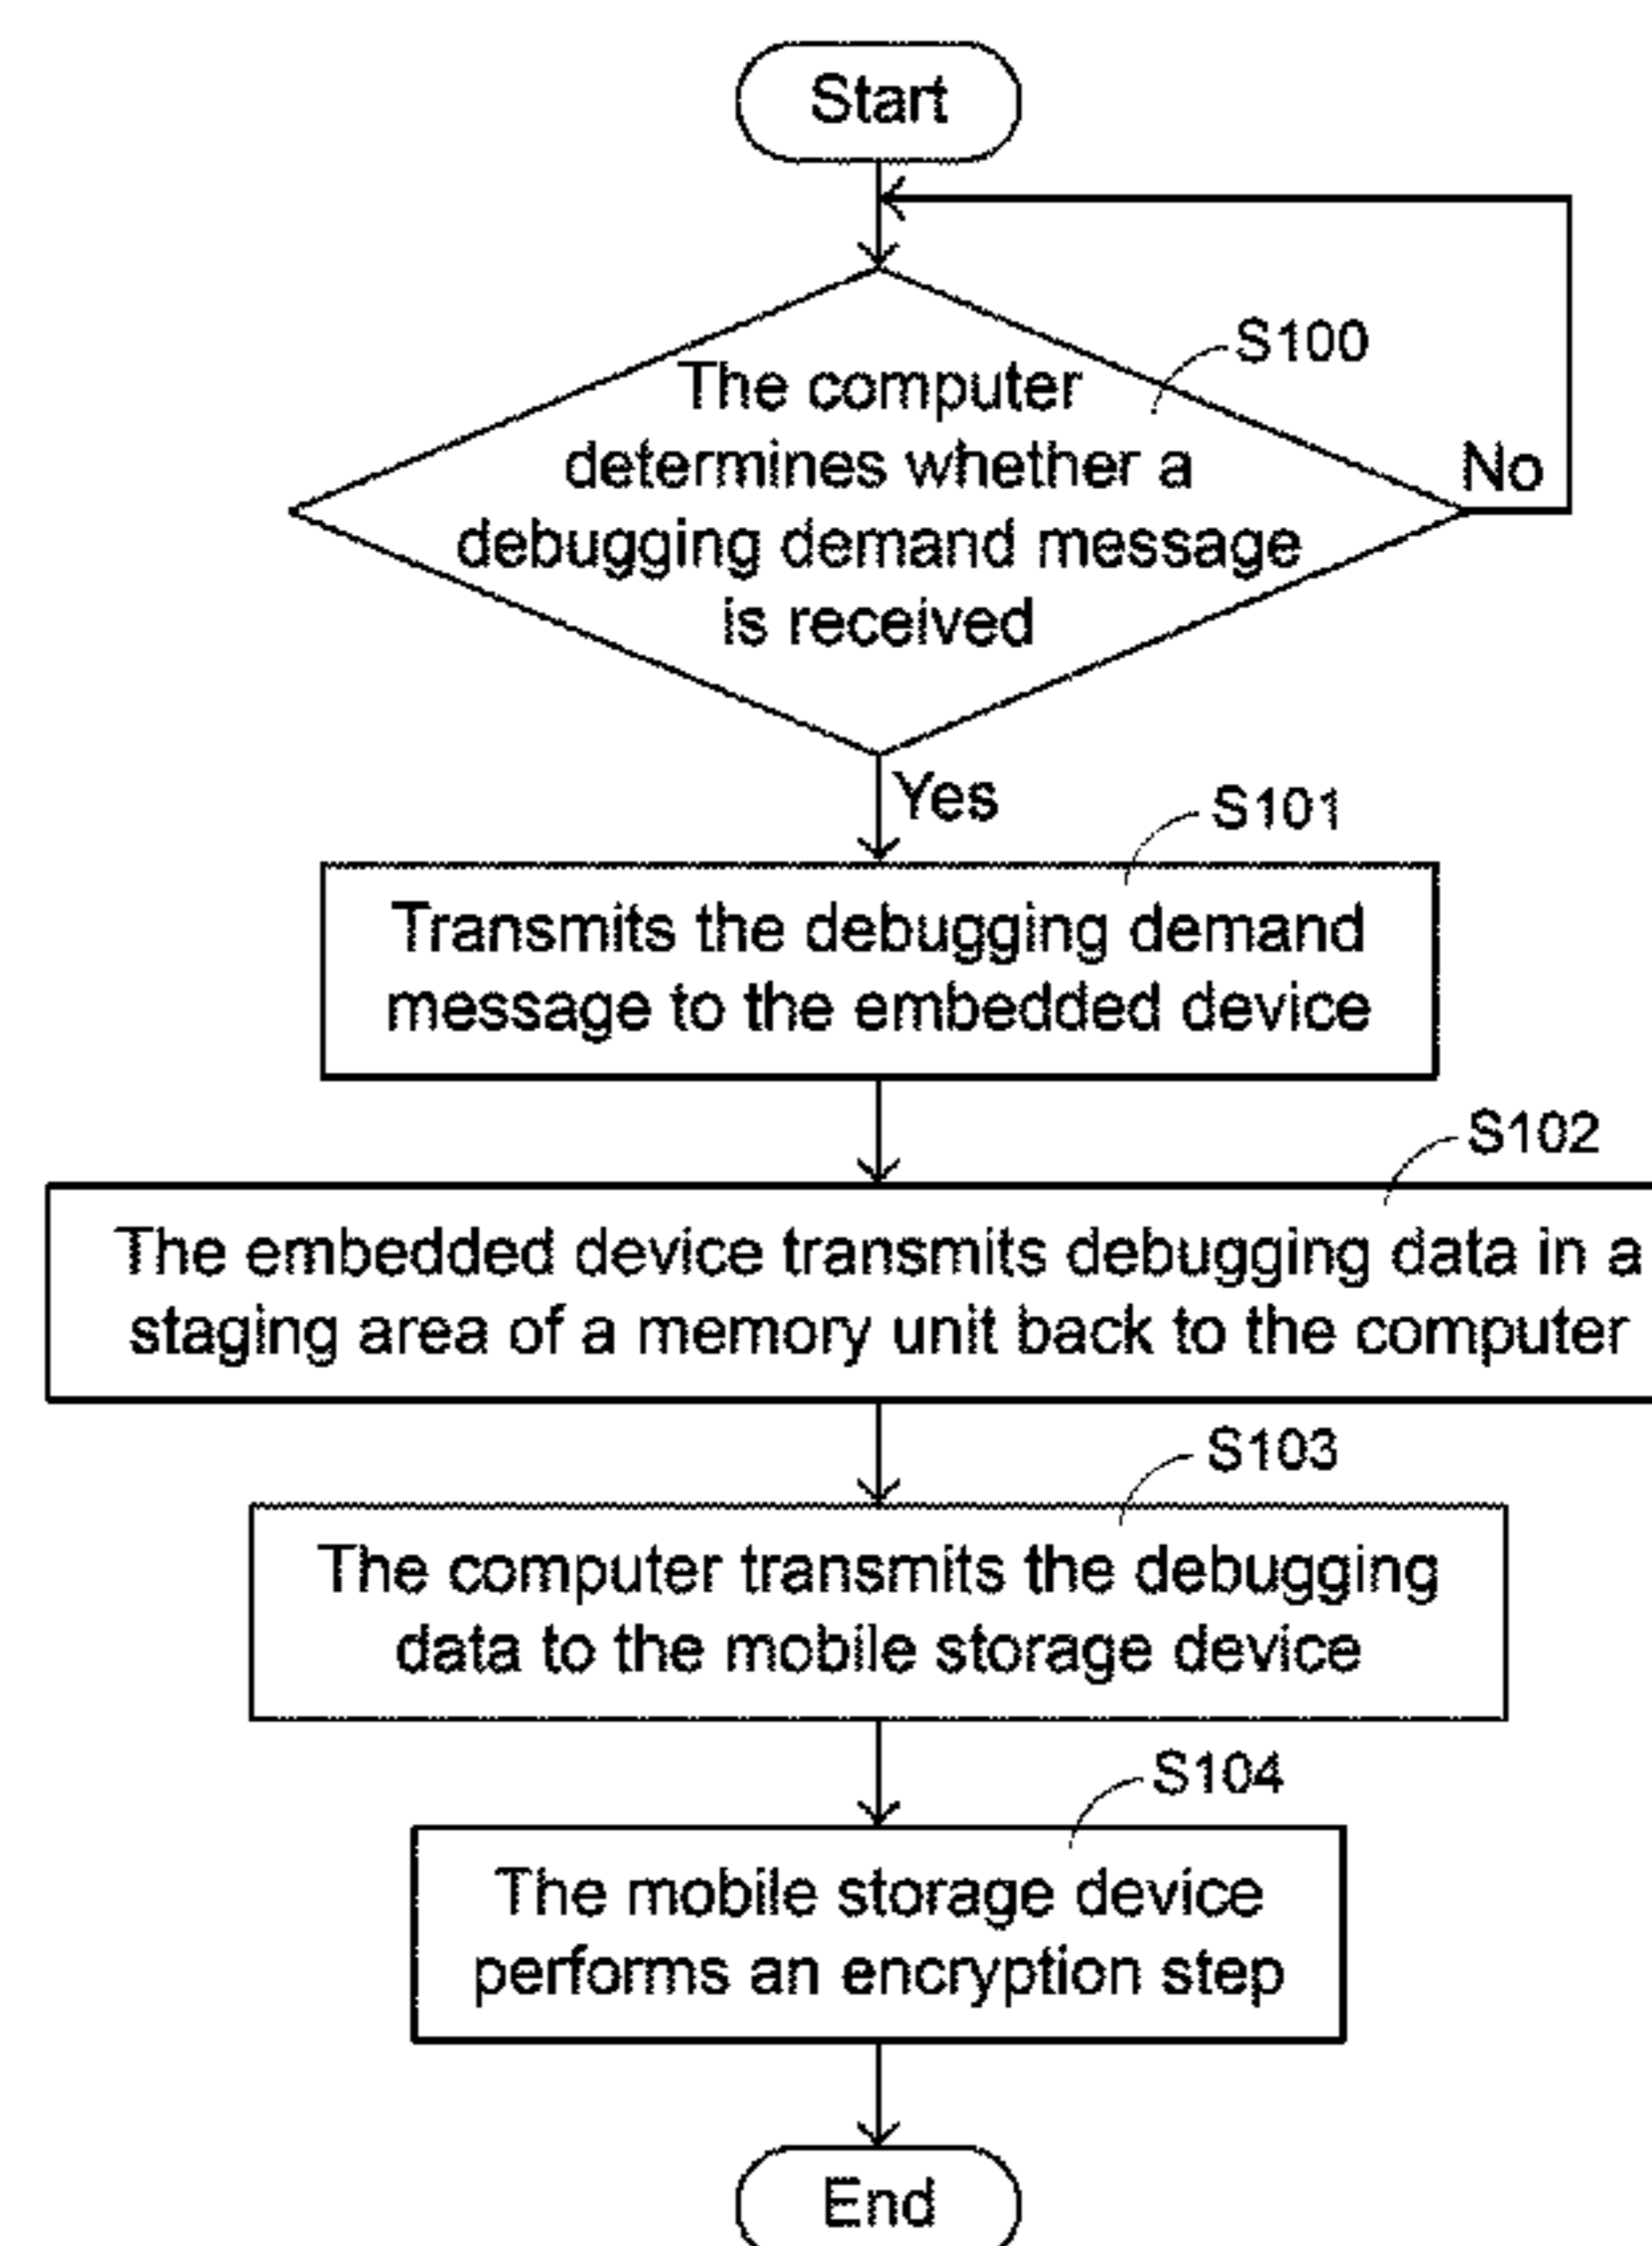 Start
S100
The computer
determines whether a
debugging demand message
is received
No
Yes
S101
Transmits the debugging demand
message to the embedded device
S102
The embedded device transmits debugging data in a
staging area of a memory unit back to the computer
S103
The computer transmits the debugging
data to the mobile storage device
S104
The mobile storage device
performs an encryption step
End